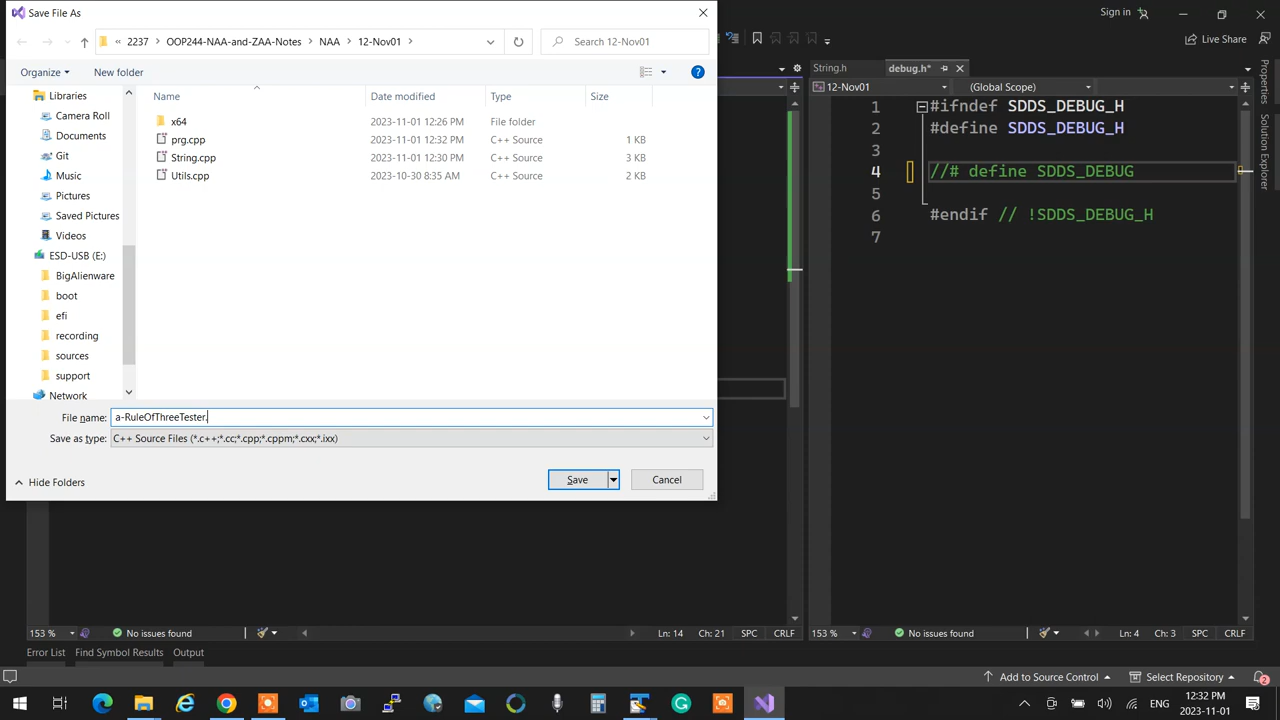 Save File As
Sign in
« 2237 > OOP244-NAA-and-ZAA-Notes > NAA > 12-Nov01 >
Search 12-Nov01
Live Share
Organize
New folder
String.h
debug.h*
12-Nov01
(Global Scope)
Name
Date modified
Type
Size
Libraries
Camera Roll
Documents
Git
Music
Pictures
Saved Pictures
Videos
ESD-USB (E:)
BigAlienware
boot
efi
recording
sources
support
Network
x64 2023-11-01 12:26 PM File folder
prg.cpp 2023-11-01 12:32 PM C++ Source 1 KB
String.cpp 2023-11-01 12:30 PM C++ Source 3 KB
Utils.cpp 2023-10-30 8:35 AM C++ Source 2 KB
1 #ifndef SDDS_DEBUG_H
2 #define SDDS_DEBUG_H
3
4 //# define SDDS_DEBUG
5
6 #endif // !SDDS_DEBUG_H
7
Properties
Solution Explorer
File name: a-RuleOfThreeTester.
Save as type: C++ Source Files (*.c++;*.cc;*.cpp;*.cppm;*.cxx;*.ixx)
Hide Folders
Save
Cancel
153 % No issues found Ln: 14 Ch: 21 SPC CRLF
153 % No issues found Ln: 4 Ch: 3 SPC CRLF
Error List Find Symbol Results Output
Add to Source Control Select Repository 2
ENG
12:32 PM
2023-11-01